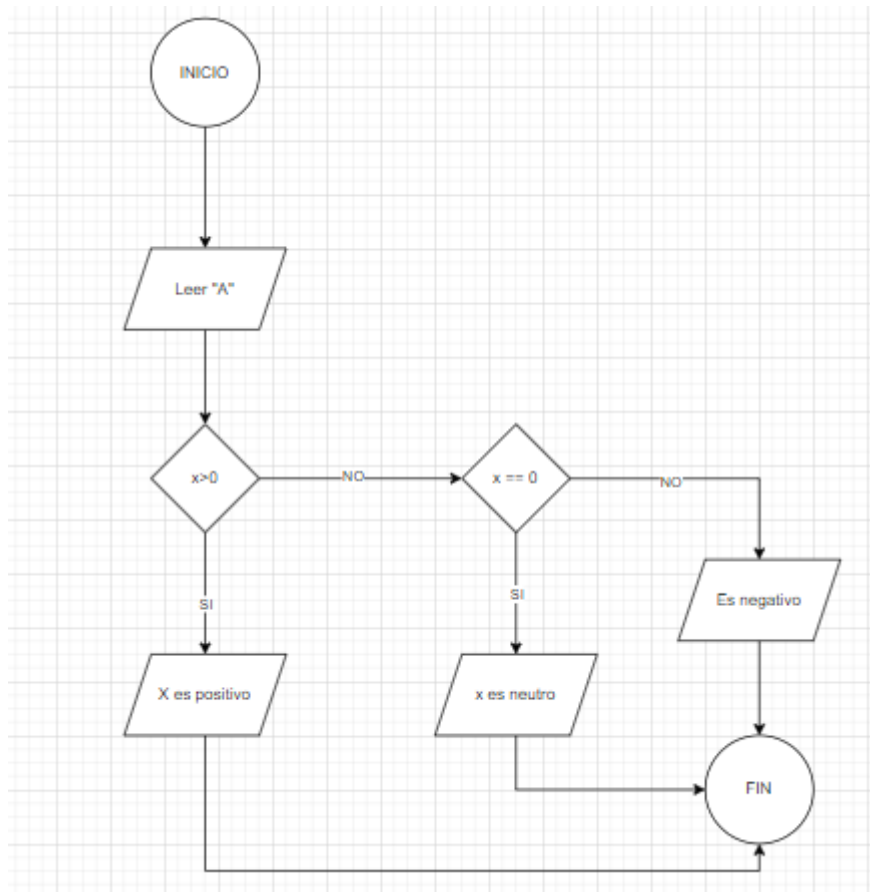 INICIO
Leer "A"
x>0
NO
x == 0
NO
SI
SI
Es negativo
X es positivo
x es neutro
FIN